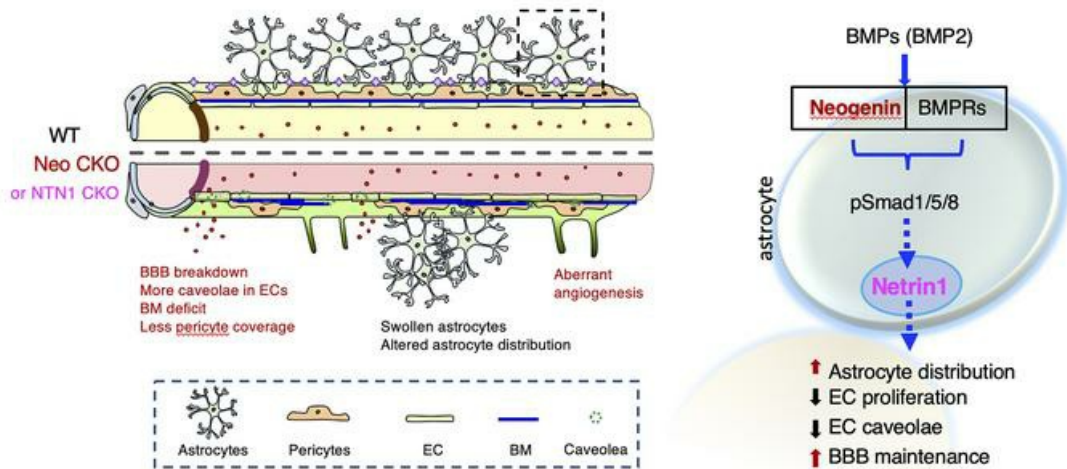 WT
Neo CKO
or NTN1 CKO
BBB breakdown
More caveolae in ECs
BM deficit
Less pericyte coverage
Swollen astrocytes
Altered astrocyte distribution
Aberrant
angiogenesis
Astrocytes
Pericytes
EC
BM
Caveolea
BMPs (BMP2)
Neogenin
BMPRs
astrocyte
pSmad1/5/8
Netrin1
Astrocyte distribution
EC proliferation
EC caveolae
BBB maintenance